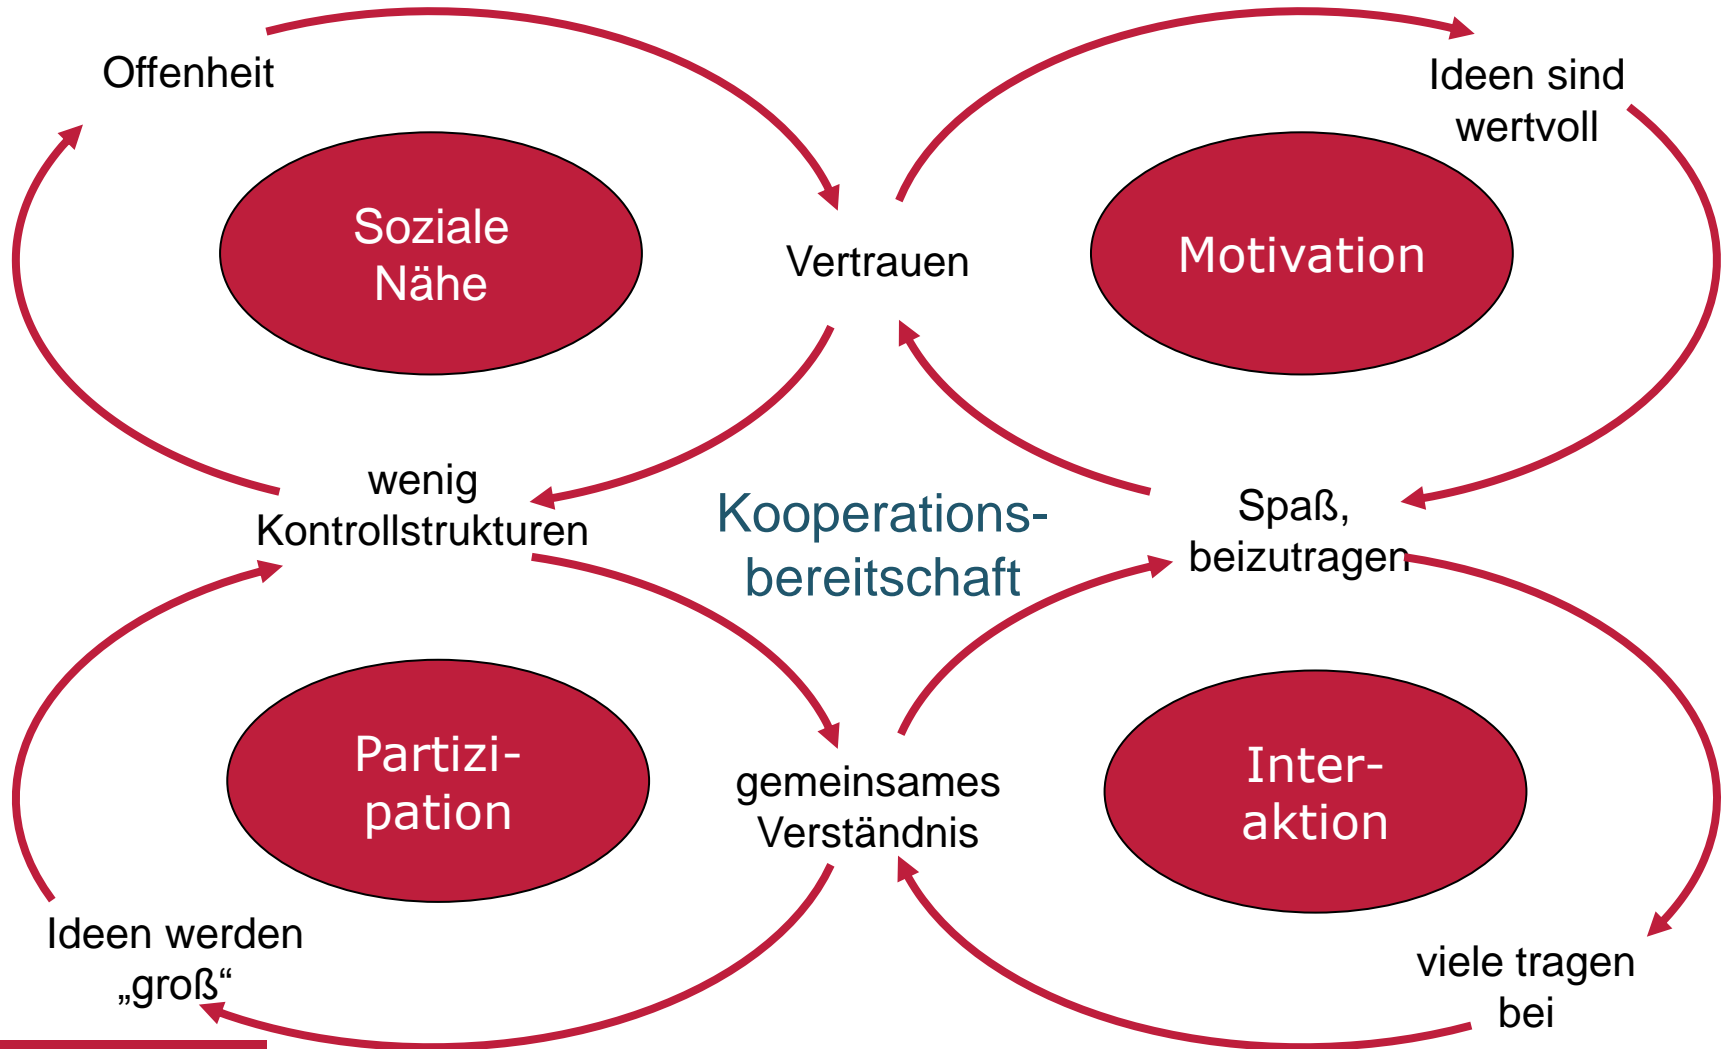 Offenheit
Ideen sind
wertvoll
Soziale
Nähe
Vertrauen
Motivation
wenig
Kontrollstrukturen
Kooperations-
bereitschaft
Spaß,
beizutragen
Partizi-
pation
gemeinsames
Verständnis
Inter-
aktion
Ideen werden
„groß“
viele tragen
bei